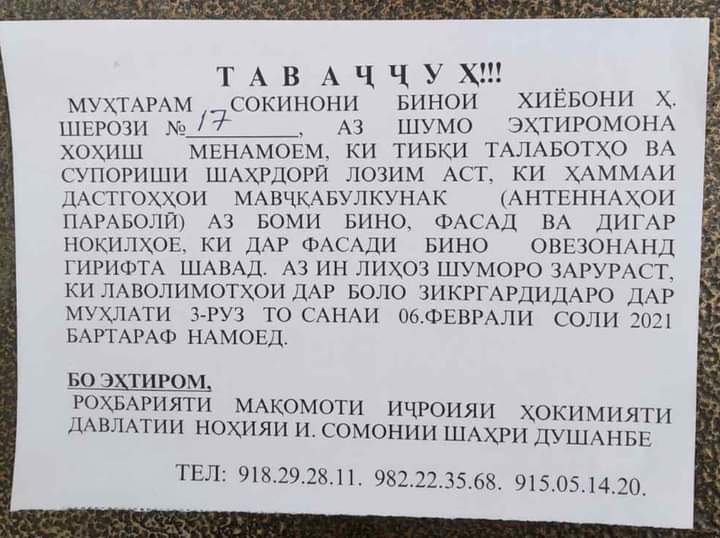 Т А В А Ҷ Ҷ У Ҳ!!!
МУҲТАРАМ СОКИНОНИ БИНОИ ХИЁБОНИ Ҳ.
ШЕРОЗИ №17, АЗ ШУМО ЭҲТИРОМОНА
ХОҲИШ МЕНАМОЕМ, КИ ТИБҚИ ТАЛАБОТҲО ВА
СУПОРИШИ ШАҲРДОРӢ ЛОЗИМ АСТ, КИ ҲАММАИ
ДАСТГОҲҲОИ МАВҶҚАБУЛКУНАК (АНТЕННАҲОИ
ПАРАБОЛӢ) АЗ БОМИ БИНО, ФАСАД ВА ДИГАР
НОҚИЛҲОЕ, КИ ДАР ФАСАДИ БИНО ОВЕЗОНАНД
ГИРИФТА ШАВАД. АЗ ИН ЛИҲОЗ ШУМОРО ЗАРУРАСТ,
КИ ЛАВОЛИМОТҲОИ ДАР БОЛО ЗИКРГАРДИДАРО ДАР
МУҲЛАТИ 3-РУЗ ТО САНАИ 06.ФЕВРАЛИ СОЛИ 2021
БАРТАРАФ НАМОЕД.
БО ЭҲТИРОМ,
РОҲБАРИЯТИ МАҚОМОТИ ИҶРОИЯИ ҲОКИМИЯТИ
ДАВЛАТИИ НОҲИЯИ И. СОМОНИИ ШАҲРИ ДУШАНБЕ
ТЕЛ: 918.29.28.11. 982.22.35.68. 915.05.14.20.